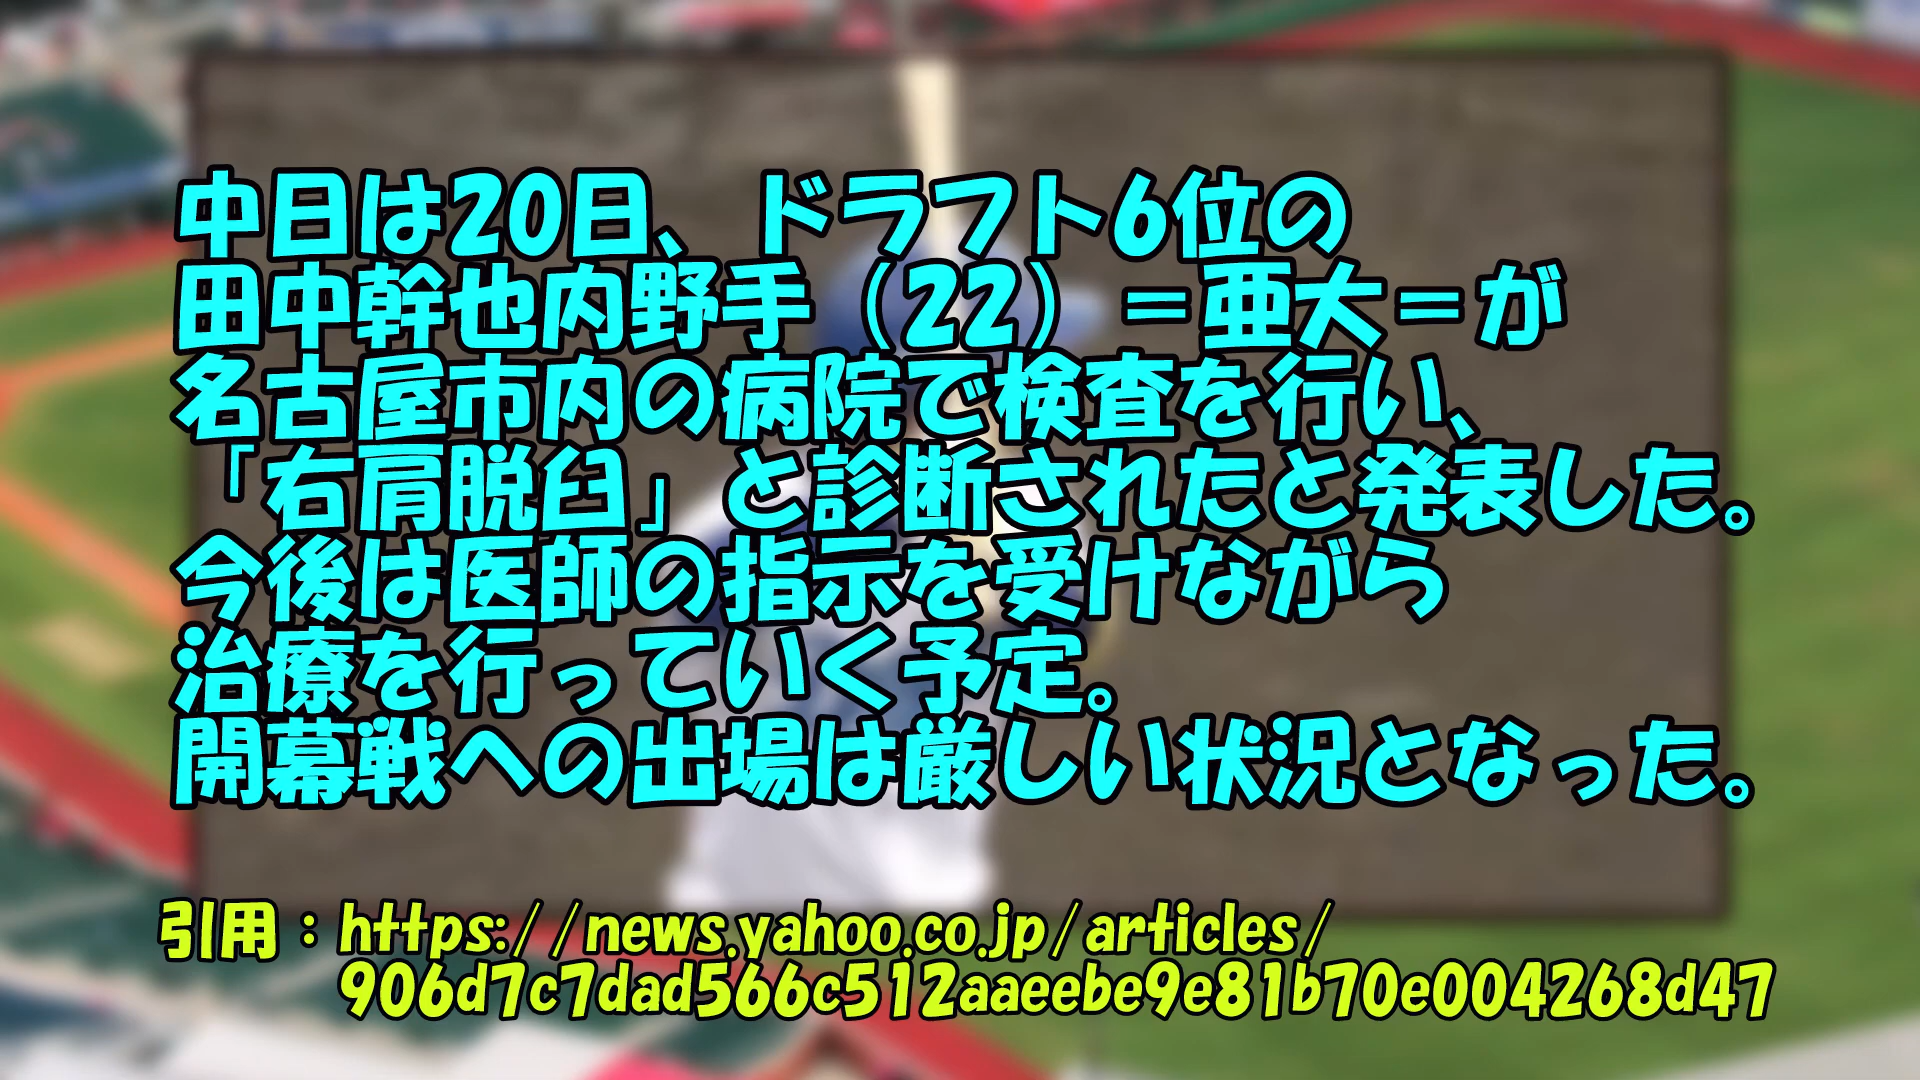 中日は20日、ドラフト6位の
田中幹也内野手（22）＝亜大＝が
名古屋市内の病院で検査を行い、
「右肩脱臼」と診断されたと発表した。
今後は医師の指示を受けながら
治療を行っていく予定。
開幕戦への出場は厳しい状況となった。
引用：https://news.yahoo.co.jp/articles/
906d7c7dad566c512aaeebe9e81b70e004268d47